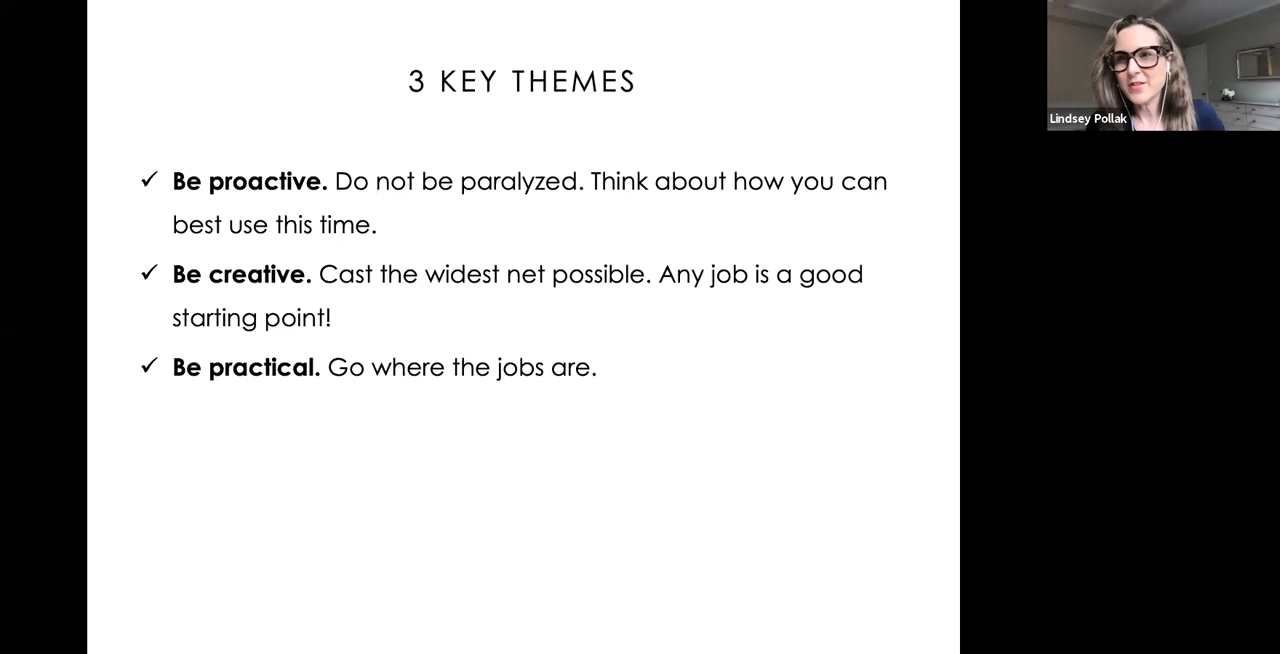 3 KEY THEMES
Lindsey Pollak
✓ Be proactive. Do not be paralyzed. Think about how you can
best use this time.
✓ Be creative. Cast the widest net possible. Any job is a good
starting point!
✓ Be practical. Go where the jobs are.